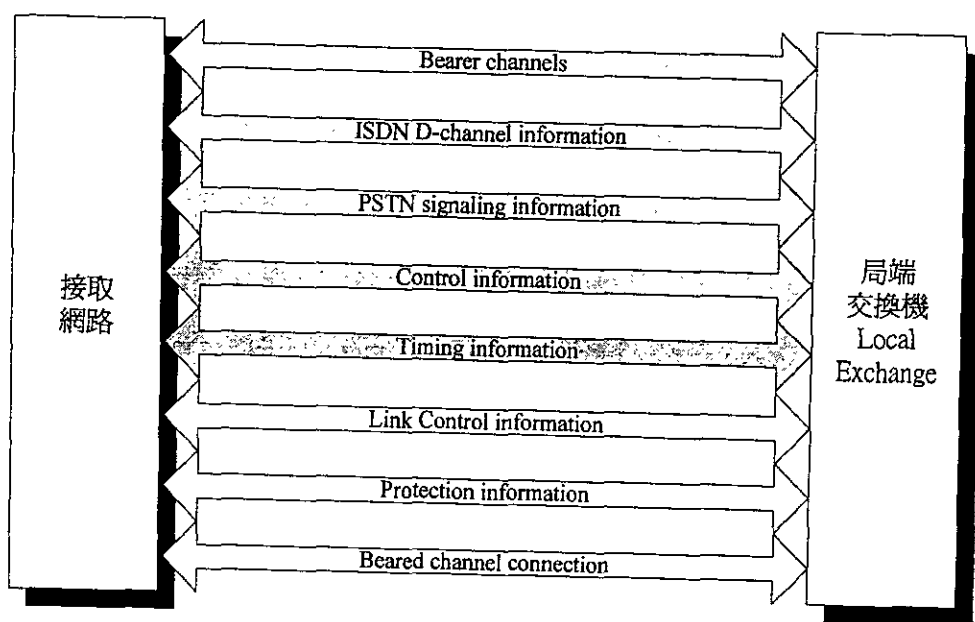 Bearer channels
ISDN D-channel information
PSTN signaling information
Control information
Timing information
Link Control information
Protection information
Beared channel connection
接取
網路
局端
交換機
Local
Exchange